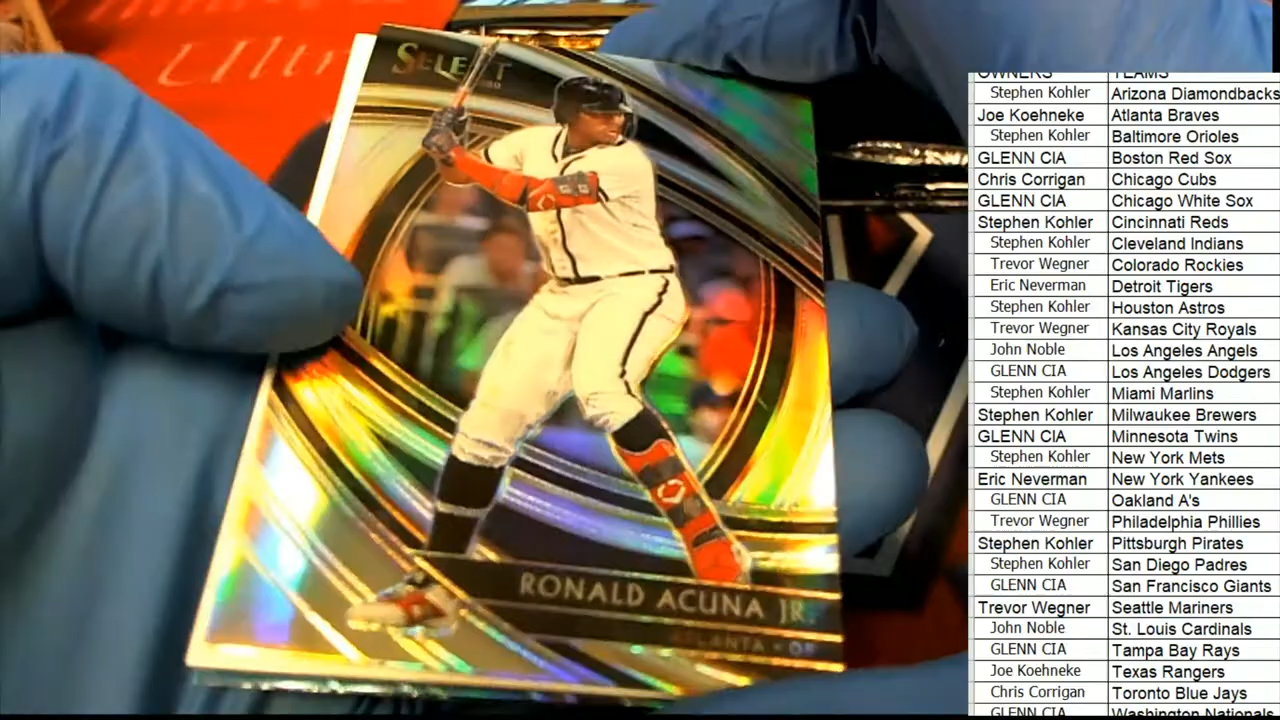 Ultr
SELECT
RONALD ACUNA JR.
ATLANTA • OF
OWNERS TEAMS
Stephen Kohler Arizona Diamondbacks
Joe Koehneke Atlanta Braves
Stephen Kohler Baltimore Orioles
GLENN CIA Boston Red Sox
Chris Corrigan Chicago Cubs
GLENN CIA Chicago White Sox
Stephen Kohler Cincinnati Reds
Stephen Kohler Cleveland Indians
Trevor Wegner Colorado Rockies
Eric Neverman Detroit Tigers
Stephen Kohler Houston Astros
Trevor Wegner Kansas City Royals
John Noble Los Angeles Angels
GLENN CIA Los Angeles Dodgers
Stephen Kohler Miami Marlins
Stephen Kohler Milwaukee Brewers
GLENN CIA Minnesota Twins
Stephen Kohler New York Mets
Eric Neverman New York Yankees
GLENN CIA Oakland A's
Trevor Wegner Philadelphia Phillies
Stephen Kohler Pittsburgh Pirates
Stephen Kohler San Diego Padres
GLENN CIA San Francisco Giants
Trevor Wegner Seattle Mariners
John Noble St. Louis Cardinals
GLENN CIA Tampa Bay Rays
Joe Koehneke Texas Rangers
Chris Corrigan Toronto Blue Jays
GLENN CIA Washington Nationals